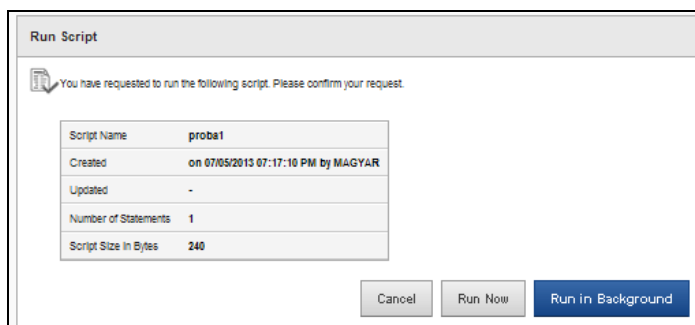 Run Script
You have requested to run the following script. Please confirm your request.
Script Name proba1
Created on 07/05/2013 07:17:10 PM by MAGYAR
Updated -
Number of Statements 1
Script Size in Bytes 240
Cancel Run Now Run in Background